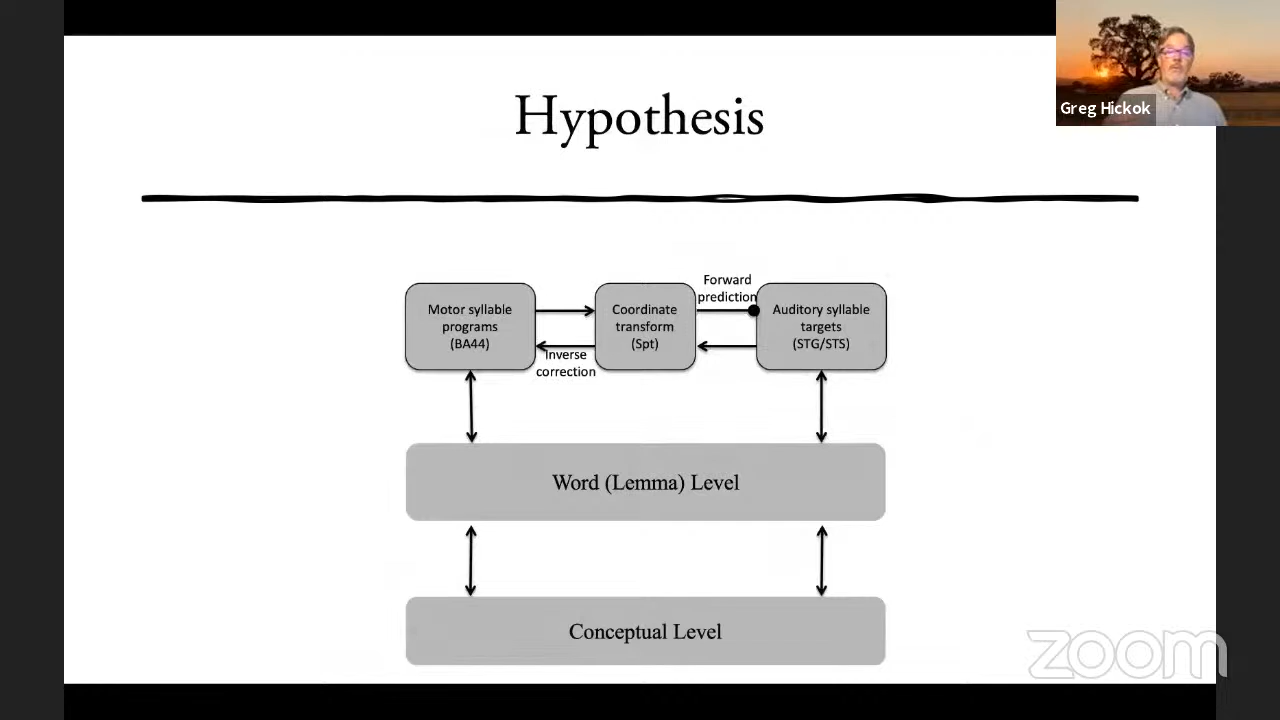 Greg Hickok
Hypothesis
Forward
prediction
Motor syllable
programs
(BA44)
Coordinate
transform
(Spt)
Auditory syllable
targets
(STG/STS)
Inverse
correction
Word (Lemma) Level
Conceptual Level
zoom